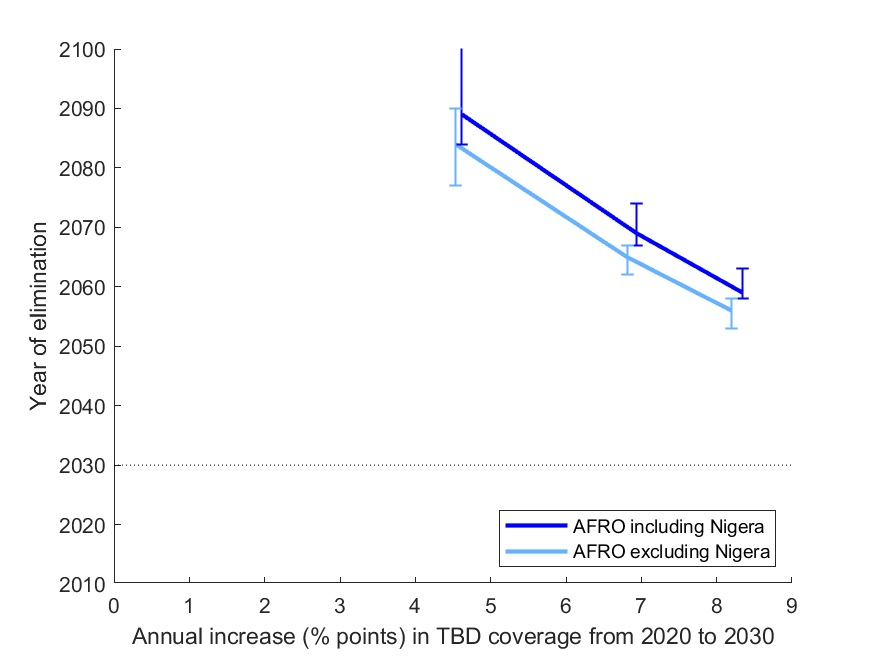 2100
2090
2080
2070
2060
2050
2040
2030
2020
2010
Year of elimination
0 1 2 3 4 5 6 7 8 9
Annual increase (% points) in TBD coverage from 2020 to 2030
AFRO including Nigera
AFRO excluding Nigera